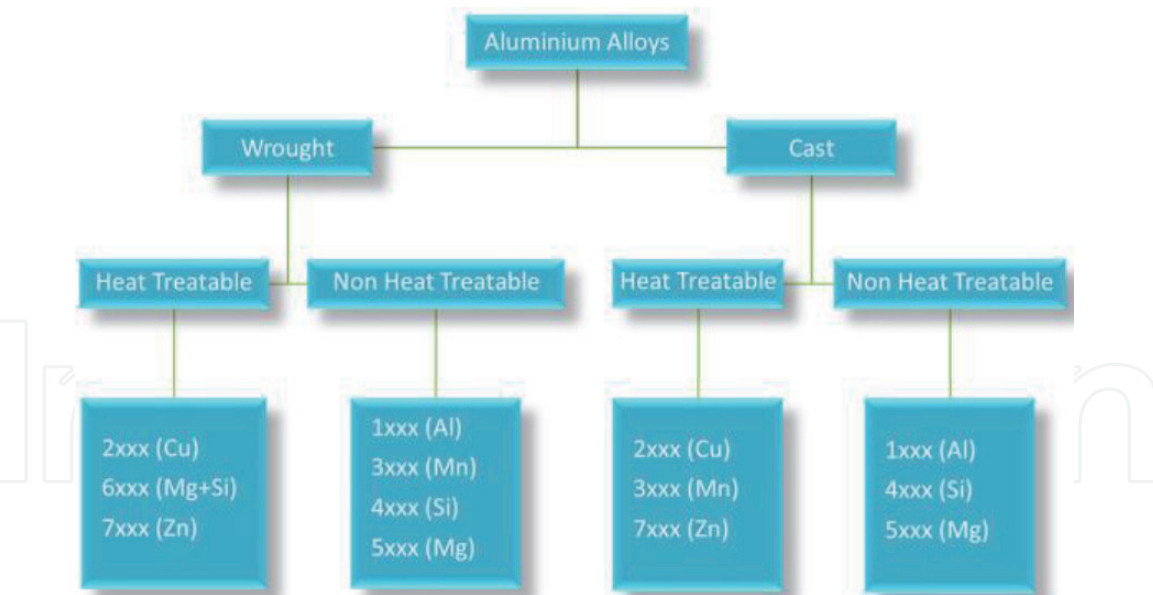 Aluminium Alloys
Wrought
Cast
Heat Treatable
Non Heat Treatable
Heat Treatable
Non Heat Treatable
2xxx (Cu)
6xxx (Mg+Si)
7xxx (Zn)
1xxx (Al)
3xxx (Mn)
4xxx (Si)
5xxx (Mg)
2xxx (Cu)
3xxx (Mn)
7xxx (Zn)
1xxx (Al)
4xxx (Si)
5xxx (Mg)